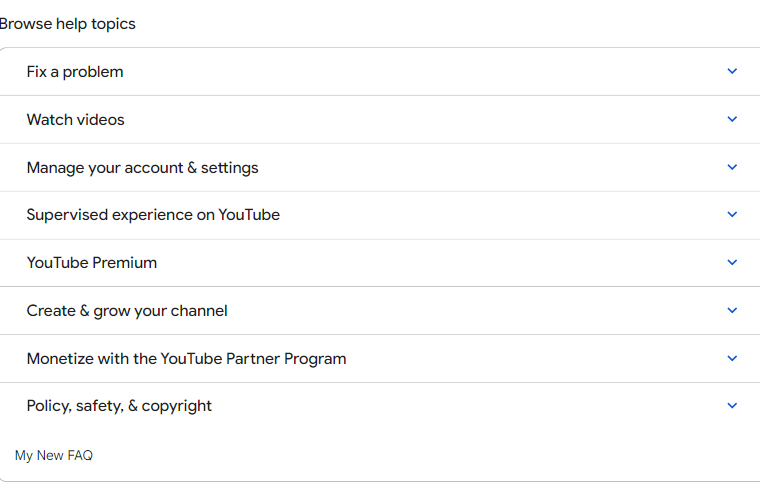 Browse help topics
Fix a problem
Watch videos
Manage your account & settings
Supervised experience on YouTube
YouTube Premium
Create & grow your channel
Monetize with the YouTube Partner Program
Policy, safety, & copyright
My New FAQ